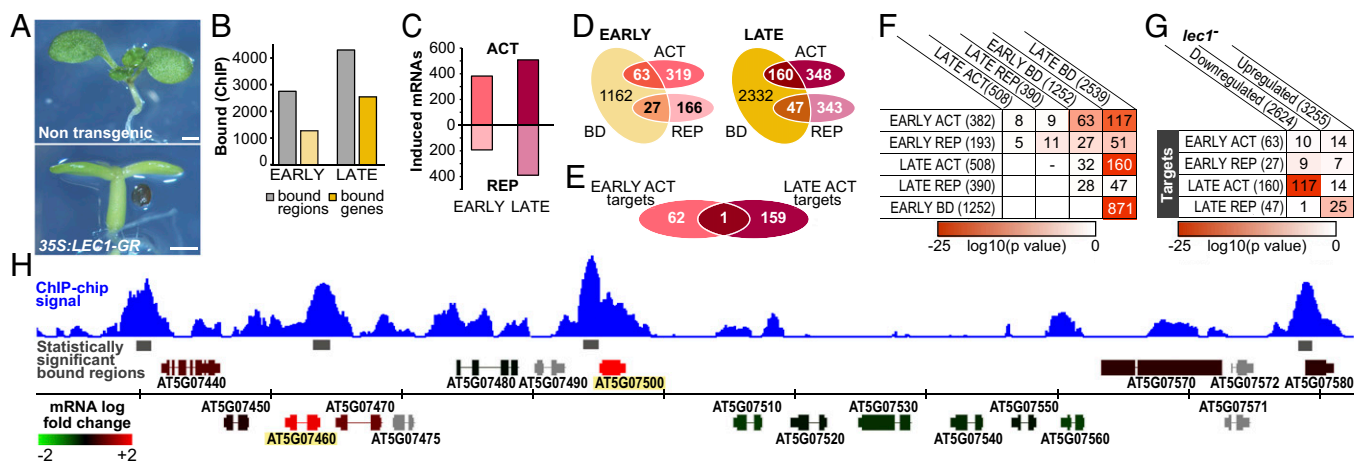 A
Non transgenic
35S:LEC1-GR
B
Bound (ChIP)
4000
3000
2000
1000
0
EARLY LATE
bound regions
bound genes
C
Induced mRNAs
600
400
200
0
200
400
ACT
REP
EARLY LATE
D
EARLY
ACT
63 319
1162
27 166
BD REP
LATE
ACT
160 348
2332
47 343
BD REP
E
EARLY ACT targets
LATE ACT targets
62 1 159
F
LATE ACT(508)
LATE REP(390)
EARLY BD (1252)
LATE BD (2539)
EARLY ACT (382) 8 9 63 117
EARLY REP (193) 5 11 27 51
LATE ACT (508) - 32 160
LATE REP (390) 28 47
EARLY BD (1252) 871
-25 log10(p value) 0
G
lec1-
Downregulated (2624)
Upregulated (3255)
Targets
EARLY ACT (63) 10 14
EARLY REP (27) 9 7
LATE ACT (160) 117 14
LATE REP (47) 1 25
-25 log10(p value) 0
H
ChIP-chip signal
Statistically significant bound regions
AT5G07440
AT5G07480
AT5G07490
AT5G07500
AT5G07570
AT5G07572
AT5G07580
mRNA log fold change
-2 +2
AT5G07450
AT5G07460
AT5G07470
AT5G07475
AT5G07510
AT5G07520
AT5G07530
AT5G07540
AT5G07550
AT5G07560
AT5G07571